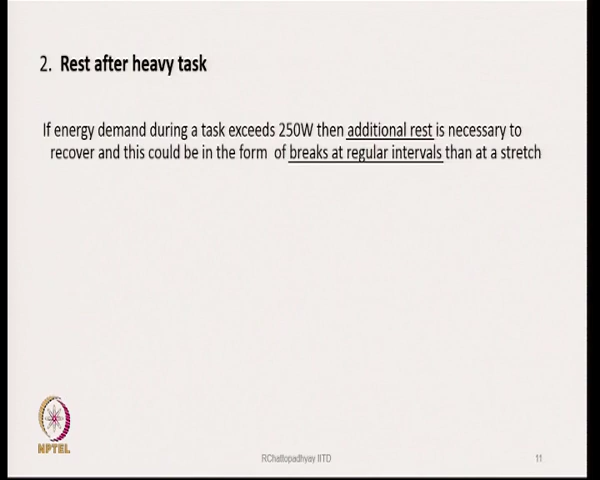 2. Rest after heavy task
If energy demand during a task exceeds 250W then additional rest is necessary to
recover and this could be in the form of breaks at regular intervals than at a stretch
NPTEL
RChattopadhyay IITD
11